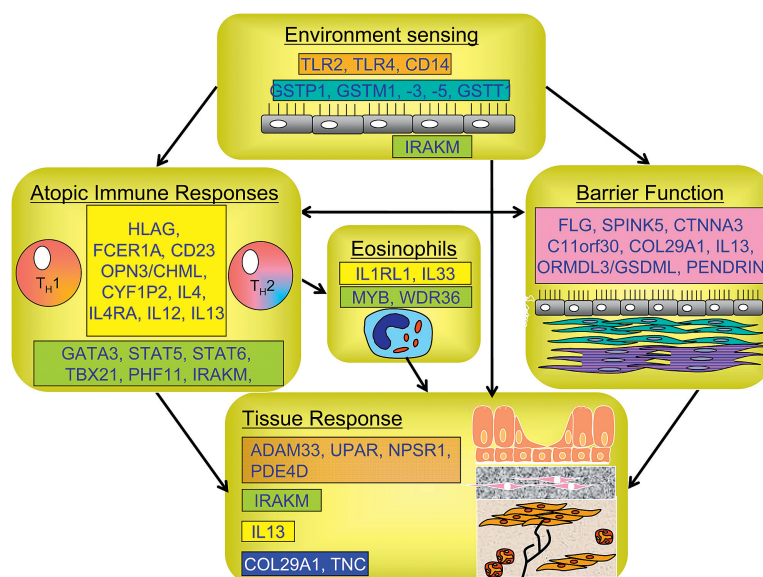 Environment sensing
TLR2, TLR4, CD14
GSTP1, GSTM1, -3, -5, GSTT1
IRAKM
Atopic Immune Responses
HLAG,
FCER1A, CD23
OPN3/CHML,
CYF1P2, IL4,
IL4RA, IL12, IL13
TH1
TH2
GATA3, STAT5, STAT6,
TBX21, PHF11, IRAKM,
Eosinophils
IL1RL1, IL33
MYB, WDR36
Barrier Function
FLG, SPINK5, CTNNA3
C11orf30, COL29A1, IL13,
ORMDL3/GSDML, PENDRIN
Tissue Response
ADAM33, UPAR, NPSR1,
PDE4D
IRAKM
IL13
COL29A1, TNC